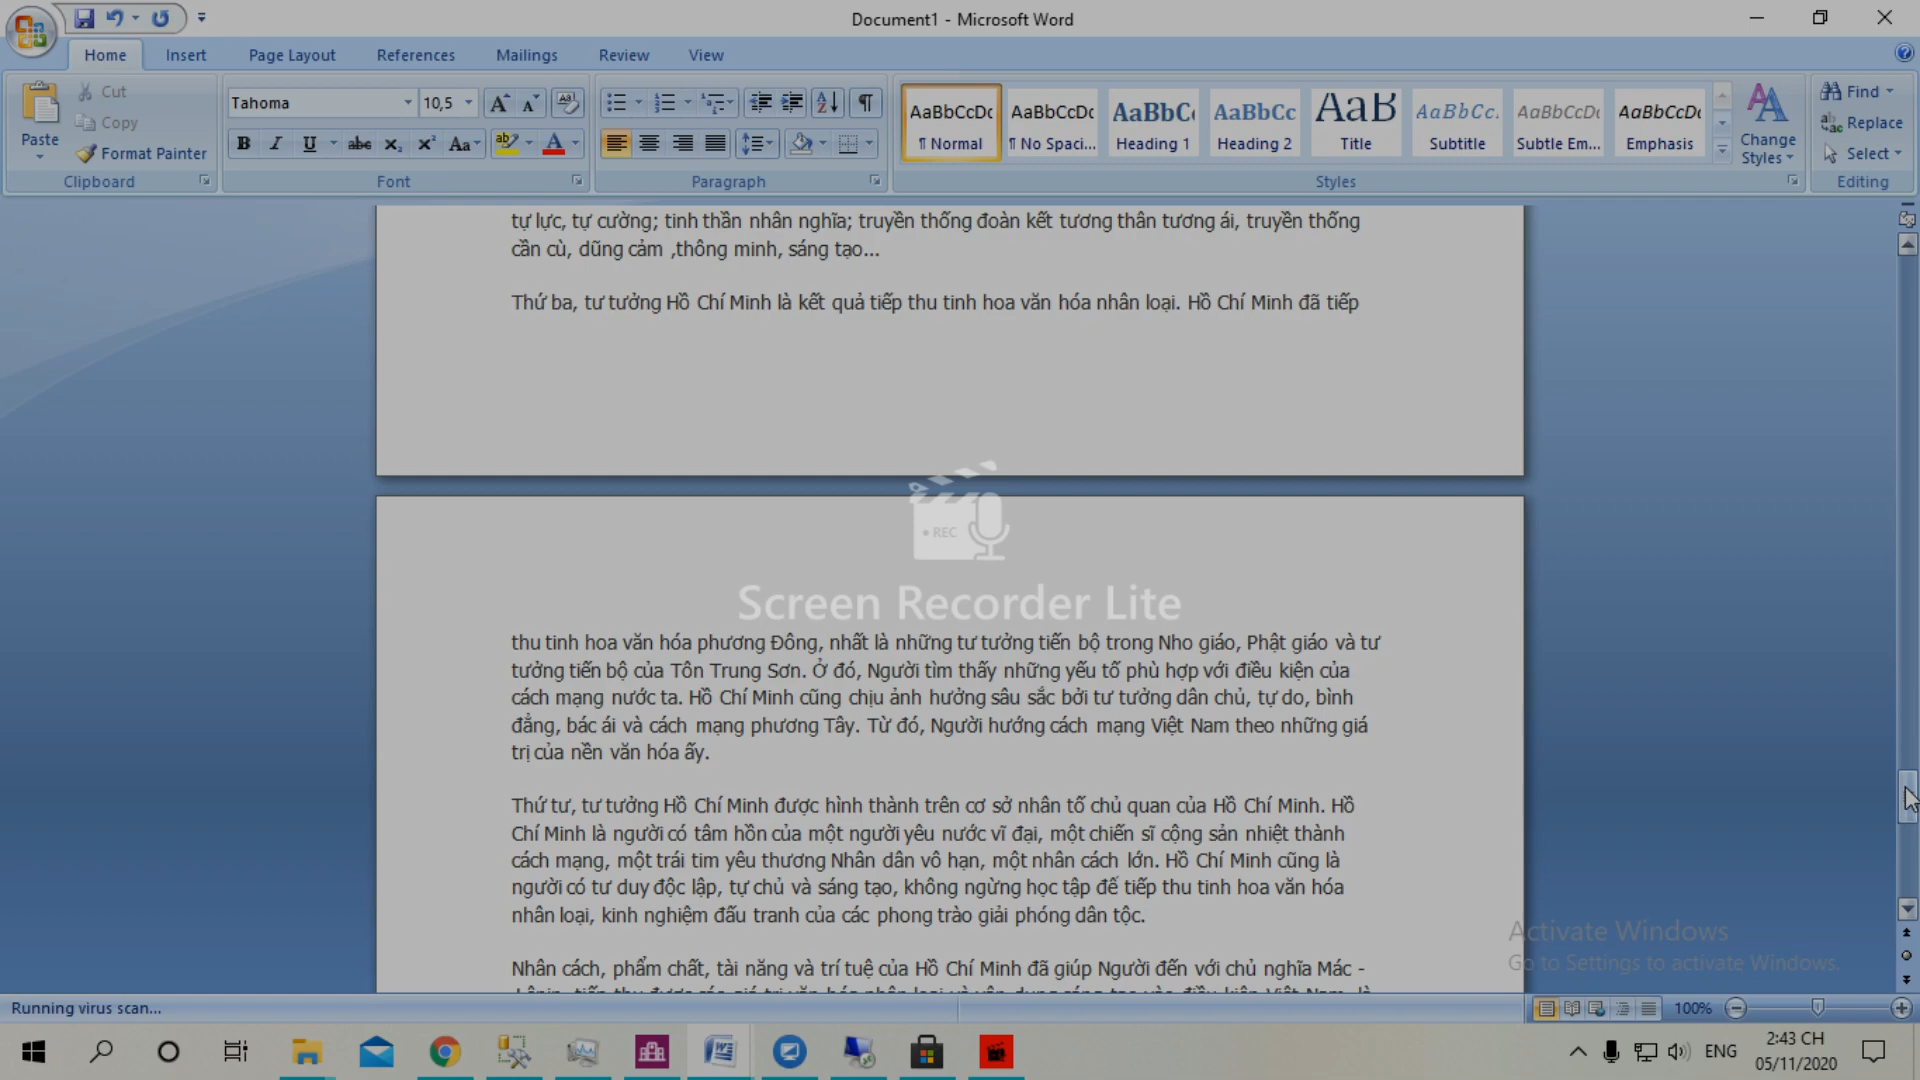 Document1 - Microsoft Word
Home Insert Page Layout References Mailings Review View
Paste
Cut
Copy
Format Painter
Clipboard
Tahoma 10,5
Font
Paragraph
AaBbCcDc AaBbCcDc AaBbC AaBbCc AaB AaBbCc. AaBbCcDc AaBbCcDc
¶ Normal ¶ No Spaci... Heading 1 Heading 2 Title Subtitle Subtle Em... Emphasis
Change
Styles
Styles
Find
Replace
Select
Editing
tự lực, tự cường; tinh thần nhân nghĩa; truyền thống đoàn kết tương thân tương ái, truyền thống
cần cù, dũng cảm ,thông minh, sáng tạo...
Thứ ba, tư tưởng Hồ Chí Minh là kết quả tiếp thu tinh hoa văn hóa nhân loại. Hồ Chí Minh đã tiếp
• REC
Screen Recorder Lite
thu tinh hoa văn hóa phương Đông, nhất là những tư tưởng tiến bộ trong Nho giáo, Phật giáo và tư
tưởng tiến bộ của Tôn Trung Sơn. Ở đó, Người tìm thấy những yếu tố phù hợp với điều kiện của
cách mạng nước ta. Hồ Chí Minh cũng chịu ảnh hưởng sâu sắc bởi tư tưởng dân chủ, tự do, bình
đẳng, bác ái và cách mạng phương Tây. Từ đó, Người hướng cách mạng Việt Nam theo những giá
trị của nền văn hóa ấy.
Thứ tư, tư tưởng Hồ Chí Minh được hình thành trên cơ sở nhân tố chủ quan của Hồ Chí Minh. Hồ
Chí Minh là người có tâm hồn của một người yêu nước vĩ đại, một chiến sĩ cộng sản nhiệt thành
cách mạng, một trái tim yêu thương Nhân dân vô hạn, một nhân cách lớn. Hồ Chí Minh cũng là
người có tư duy độc lập, tự chủ và sáng tạo, không ngừng học tập để tiếp thu tinh hoa văn hóa
nhân loại, kinh nghiệm đấu tranh của các phong trào giải phóng dân tộc.
Nhân cách, phẩm chất, tài năng và trí tuệ của Hồ Chí Minh đã giúp Người đến với chủ nghĩa Mác -
Activate Windows
Go to Settings to activate Windows.
Running virus scan...
100%
ENG
2:43 CH
05/11/2020